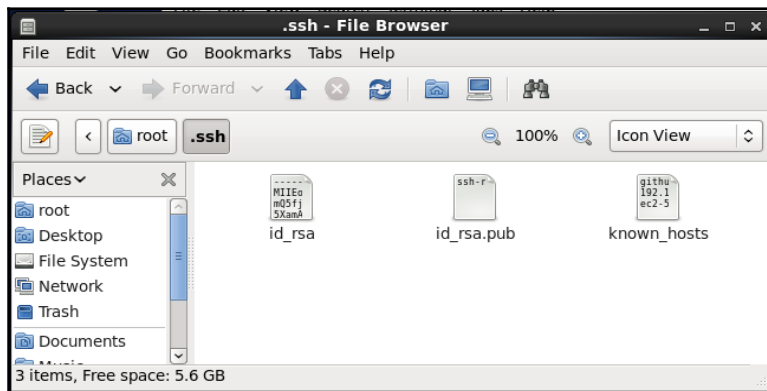 .ssh - File Browser
File Edit View Go Bookmarks Tabs Help
Back Forward
root .ssh 100% Icon View
Places
root
Desktop
File System
Network
Trash
Documents
-----
MIIEo
mQ5fj
5XamA
id_rsa
ssh-r
id_rsa.pub
githu
192.1
ec2-5
known_hosts
3 items, Free space: 5.6 GB